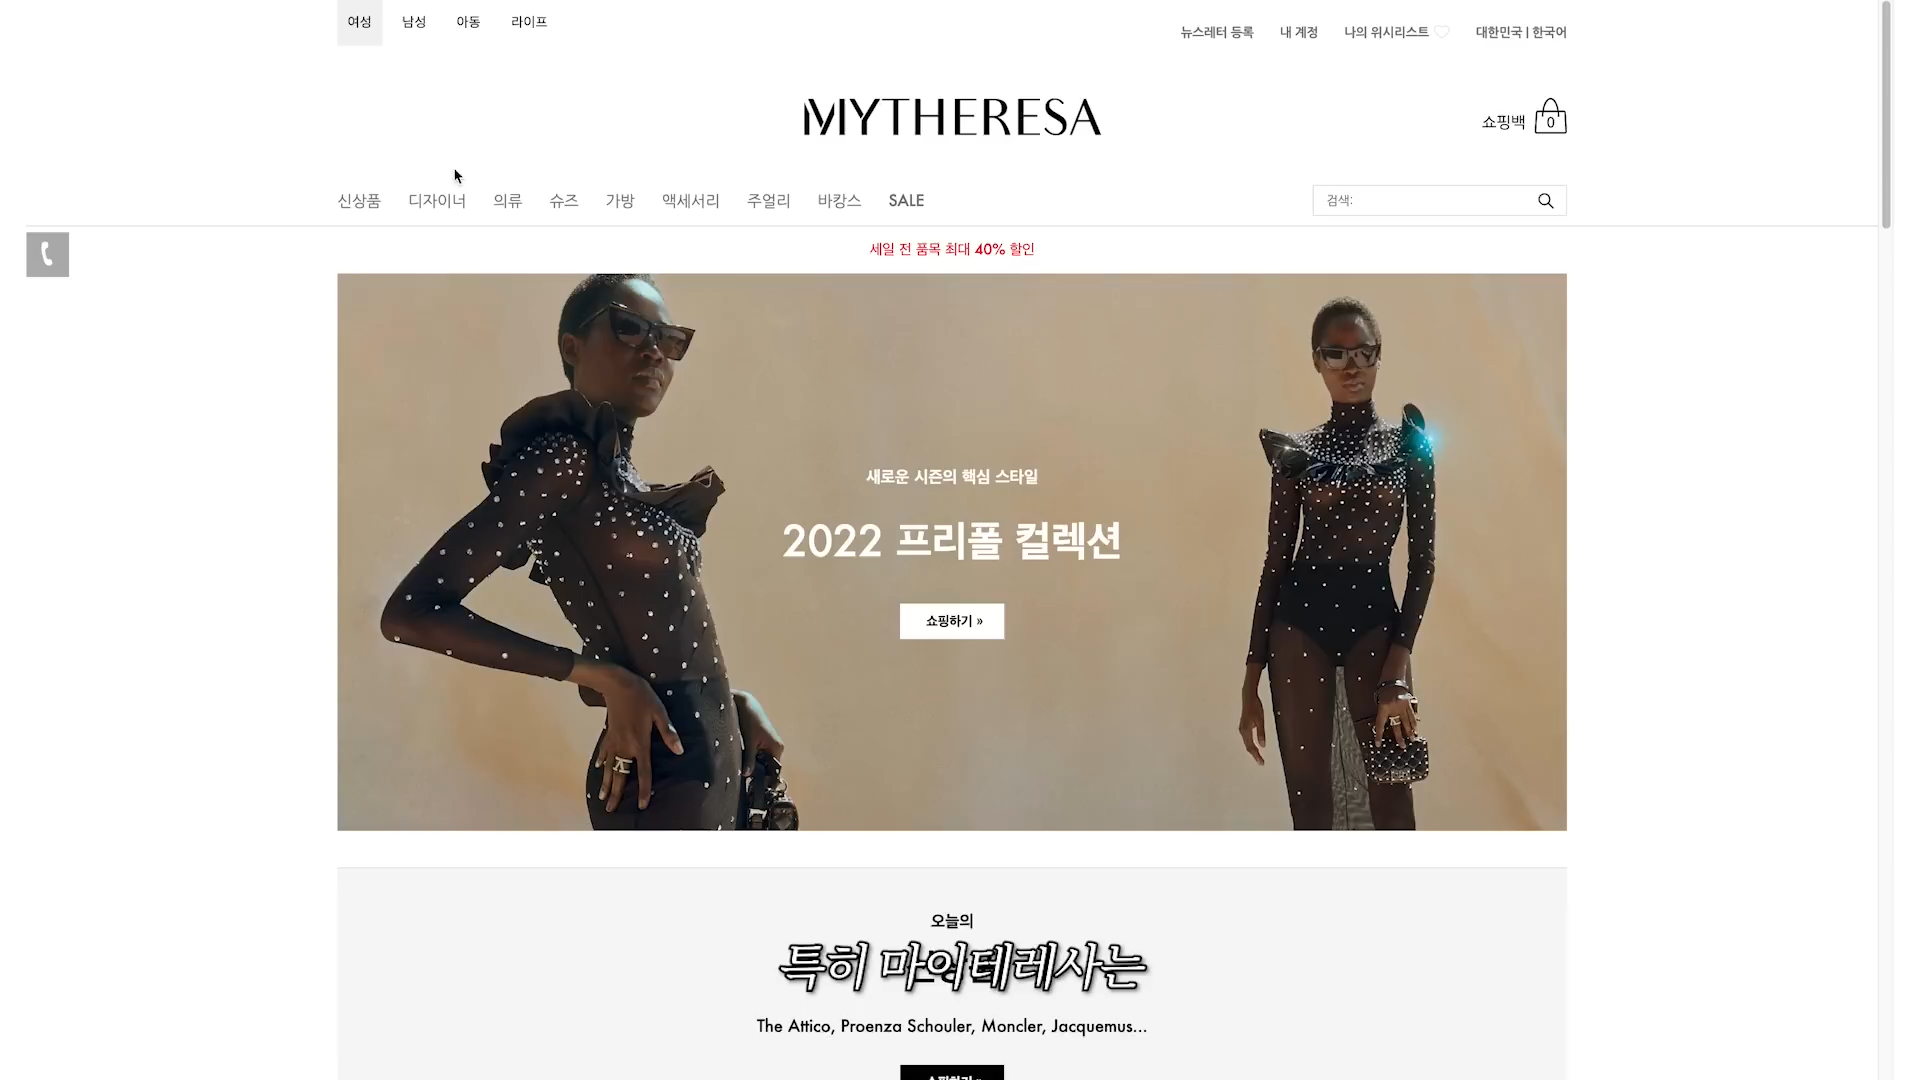 여성 남성 아동 라이프
뉴스레터 등록 내 계정 나의 위시리스트 대한민국 | 한국어
MYTHERESA
쇼핑백 0
신상품 디자이너 의류 슈즈 가방 액세서리 주얼리 바캉스 SALE
검색:
세일 전 품목 최대 40% 할인
새로운 시즌의 핵심 스타일
2022 프리폴 컬렉션
쇼핑하기 »
오늘의
특히 마이테레사는
The Attico, Proenza Schouler, Moncler, Jacquemus...
쇼핑하기 »